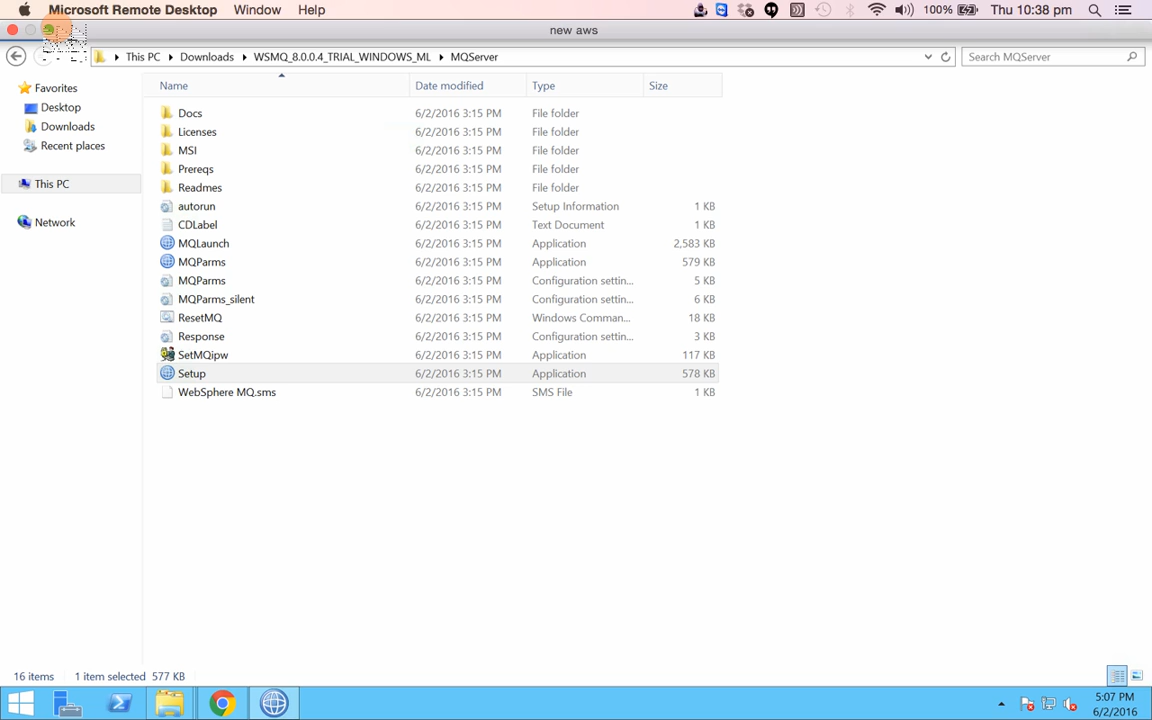 Microsoft Remote Desktop Window Help 100% Thu 10:38 pm
new aws
This PC Downloads WSMQ_8.0.0.4_TRIAL_WINDOWS_ML MQServer Search MQServer
Favorites
Desktop
Downloads
Recent places
This PC
Network
Name Date modified Type Size
Docs 6/2/2016 3:15 PM File folder
Licenses 6/2/2016 3:15 PM File folder
MSI 6/2/2016 3:15 PM File folder
Prereqs 6/2/2016 3:15 PM File folder
Readmes 6/2/2016 3:15 PM File folder
autorun 6/2/2016 3:15 PM Setup Information 1 KB
CDLabel 6/2/2016 3:15 PM Text Document 1 KB
MQLaunch 6/2/2016 3:15 PM Application 2,583 KB
MQParms 6/2/2016 3:15 PM Application 579 KB
MQParms 6/2/2016 3:15 PM Configuration settin... 5 KB
MQParms_silent 6/2/2016 3:15 PM Configuration settin... 6 KB
ResetMQ 6/2/2016 3:15 PM Windows Comman... 18 KB
Response 6/2/2016 3:15 PM Configuration settin... 3 KB
SetMQipw 6/2/2016 3:15 PM Application 117 KB
Setup 6/2/2016 3:15 PM Application 578 KB
WebSphere MQ.sms 6/2/2016 3:15 PM SMS File 1 KB
16 items 1 item selected 577 KB
5:07 PM
6/2/2016